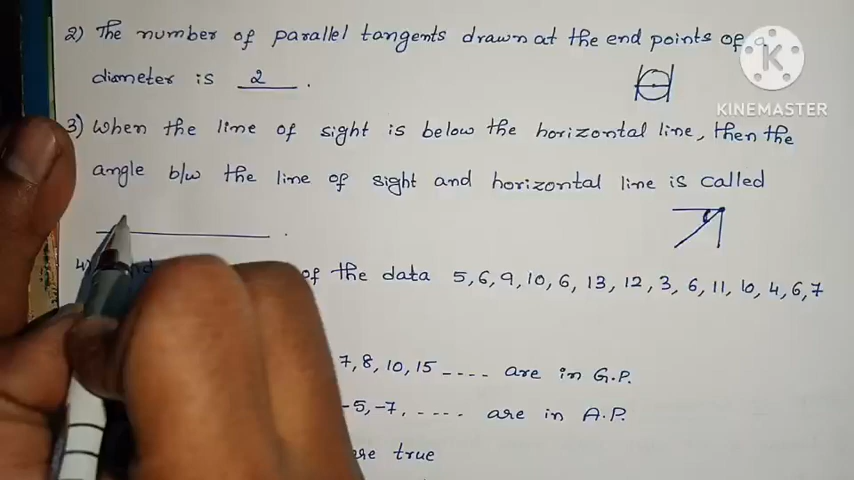 2) The number of parallel tangents drawn at the end points of a
diameter is 2 .
K
KINEMASTER
3) When the line of sight is below the horizontal line, then the
angle b/w the line of sight and horizontal line is called
.
4) of the data 5, 6, 9, 10, 6, 13, 12, 3, 6, 11, 10, 4, 6, 7
7, 8, 10, 15 ---- are in G.P.
-5, -7, ..... are in A.P.
are true